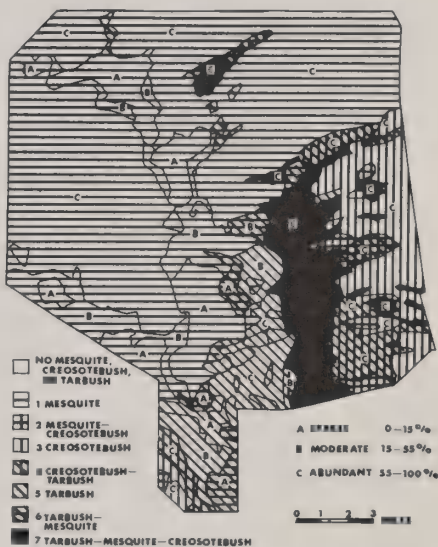 C
C
A
A
C
B
B
C
A
C
C
C
C
C
B
B
B
A
A
C
B
A
C
C
C
B
A
C
C
B
A
A
C
B
C
A
NO MESQUITE,
CREOSOTEBUSH,
TARBUSH
1 MESQUITE
2 MESQUITE–
CREOSOTEBUSH
3 CREOSOTEBUSH
CREOSOTEBUSH–
TARBUSH
5 TARBUSH
6 TARBUSH–
MESQUITE
7 TARBUSH–MESQUITE–CREOSOTEBUSH
A 0–15%
B MODERATE 15–55%
C ABUNDANT 55–100%
0 1 2 3